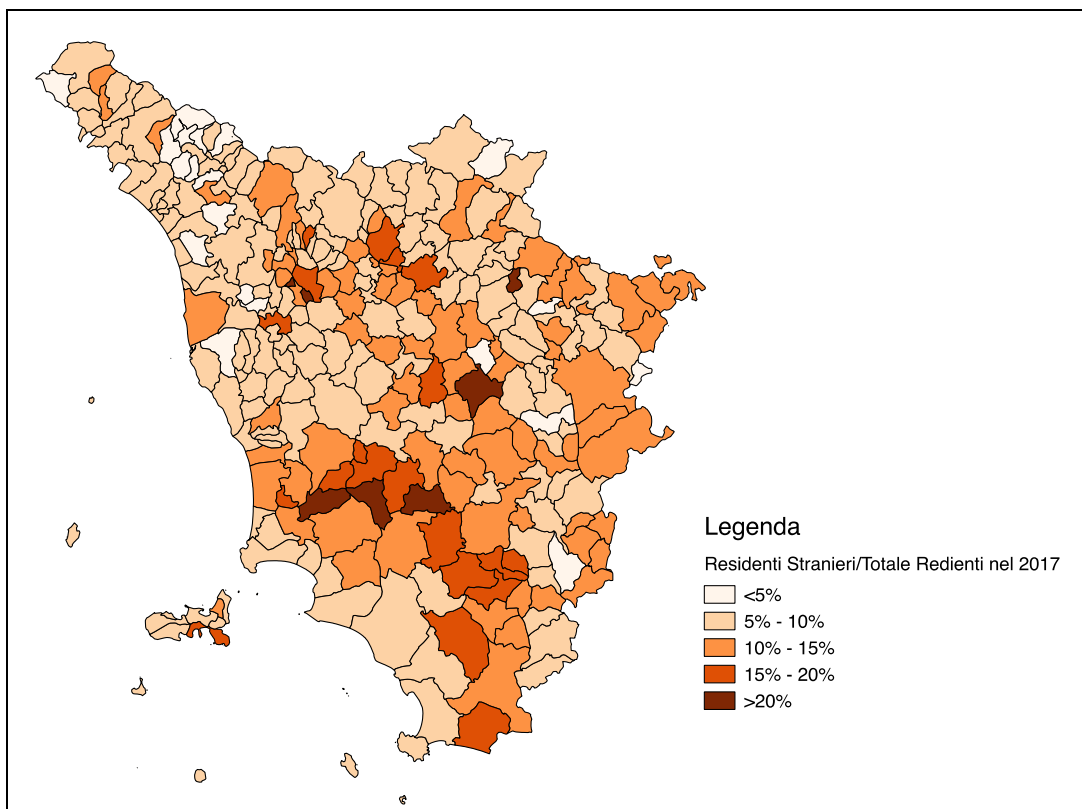 Legenda
Residenti Stranieri/Totale Redienti nel 2017
<5%
5% - 10%
10% - 15%
15% - 20%
>20%